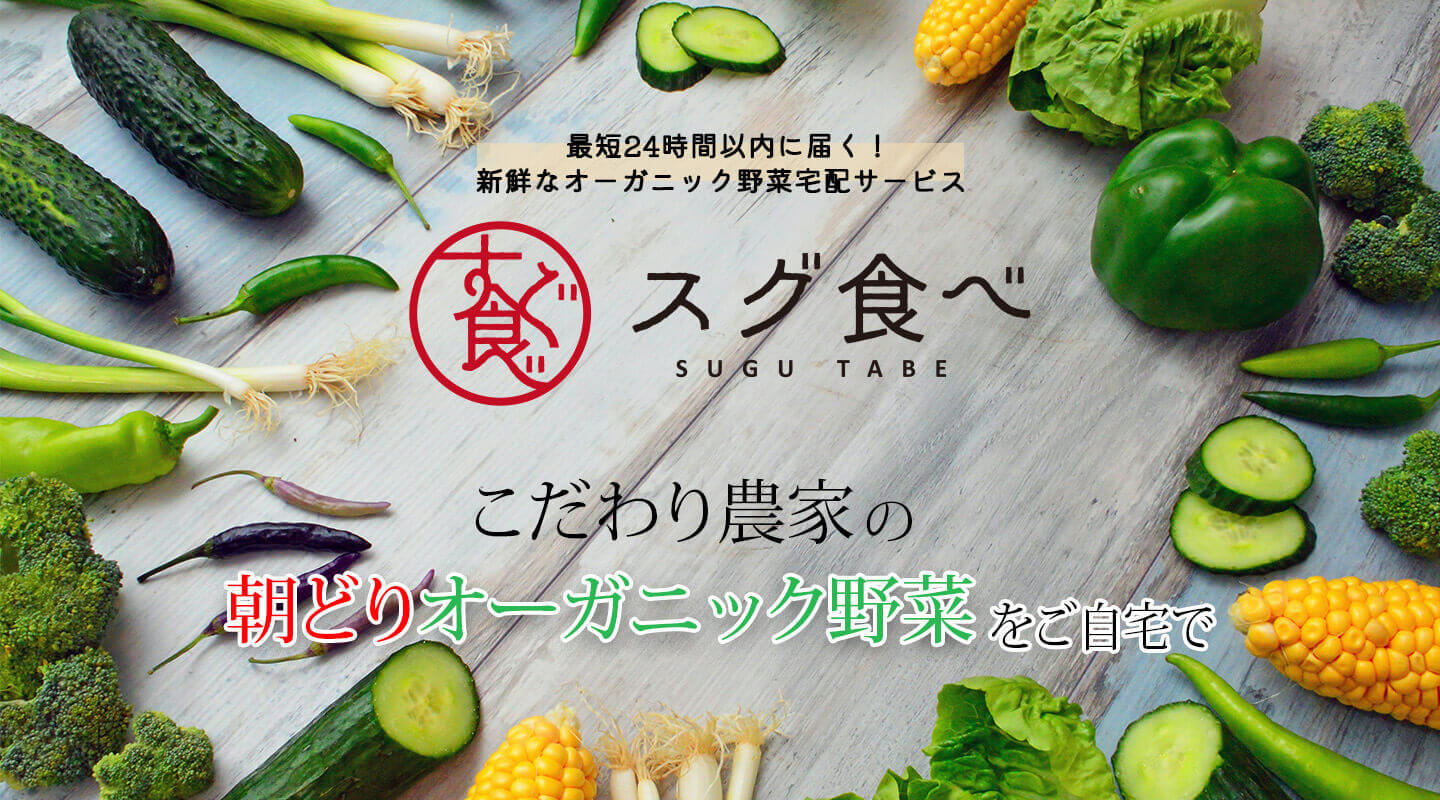 最短24時間以内に届く！
新鮮なオーガニック野菜宅配サービス
すぐ食べ
スグ食べ
SUGU TABE
こだわり農家の
朝どりオーガニック野菜をご自宅で